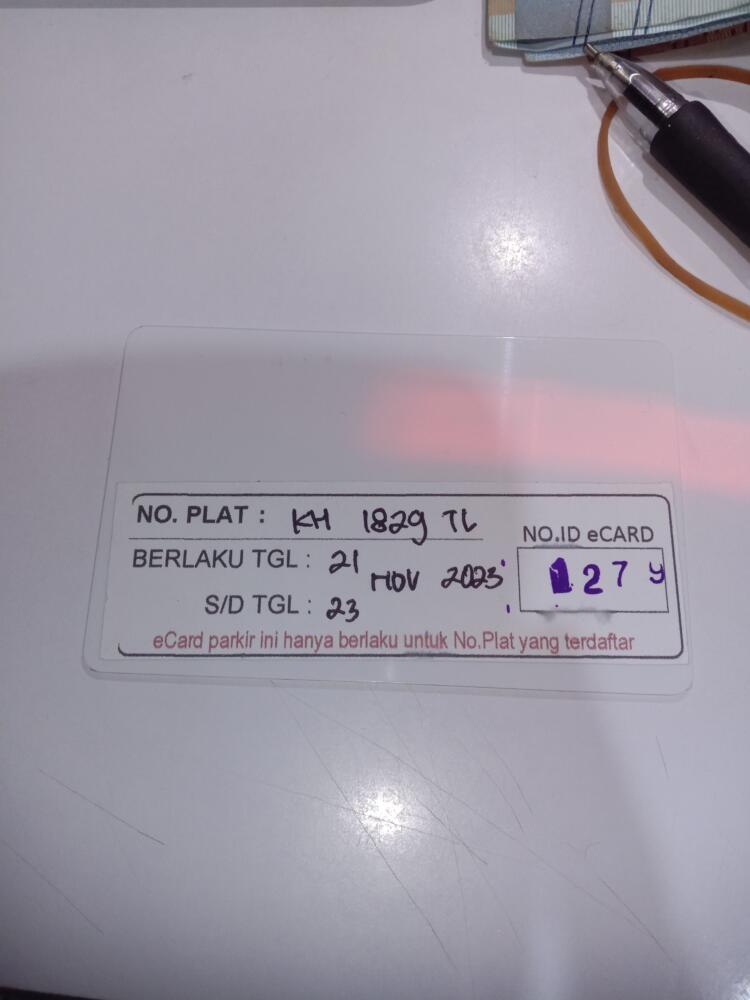 NO. PLAT : KH 1829 TL
NO.ID eCARD
BERLAKU TGL : 21 NOV 2023
127
S/D TGL : 23
eCard parkir ini hanya berlaku untuk No.Plat yang terdaftar